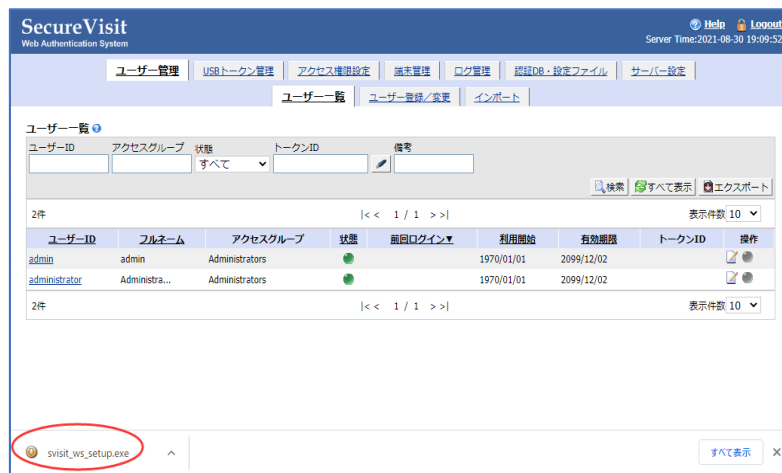 SecureVisit
Web Authentication System
Help Logout
Server Time:2021-08-30 19:09:52
ユーザー管理 USBトークン管理 アクセス権限設定 端末管理 ログ管理 認証DB・設定ファイル サーバー設定
ユーザー一覧 ユーザー登録/変更 インポート
ユーザー一覧
ユーザーID アクセスグループ 状態 トークンID 備考
すべて
検索 すべて表示 エクスポート
2件 |<< 1 / 1 >>| 表示件数 10
ユーザーID フルネーム アクセスグループ 状態 前回ログイン▼ 利用開始 有効期限 トークンID 操作
admin admin Administrators 1970/01/01 2099/12/02
administrator Administra... Administrators 1970/01/01 2099/12/02
2件 |<< 1 / 1 >>| 表示件数 10
svisit_ws_setup.exe すべて表示